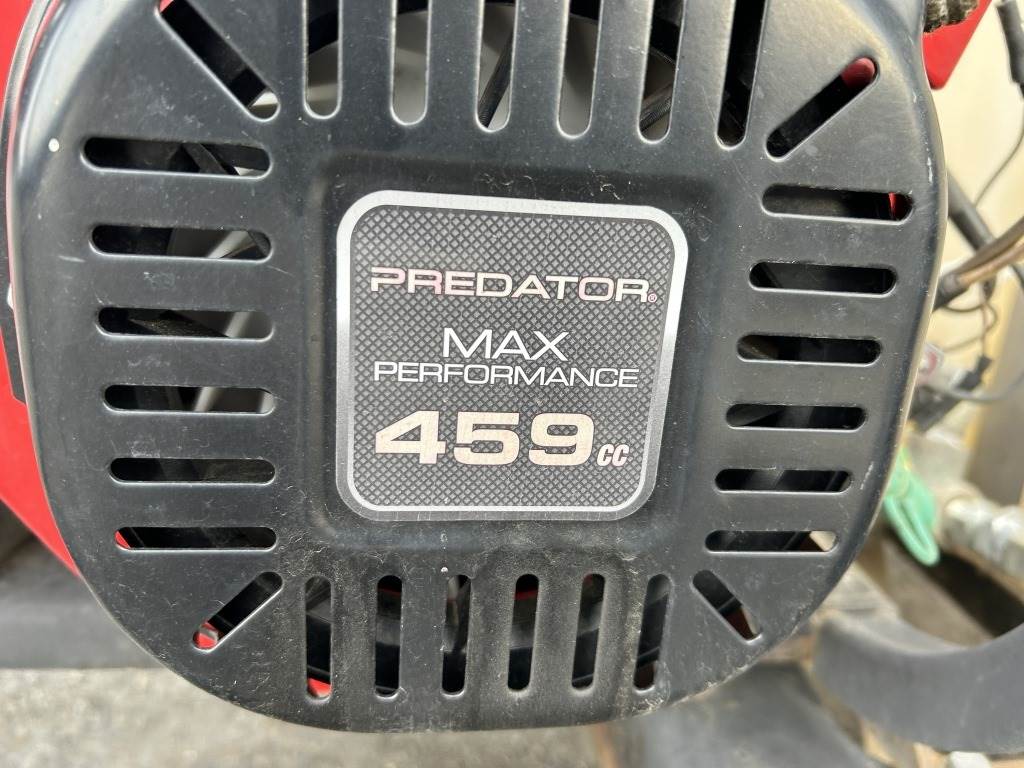 PREDATOR®
MAX
PERFORMANCE
459cc